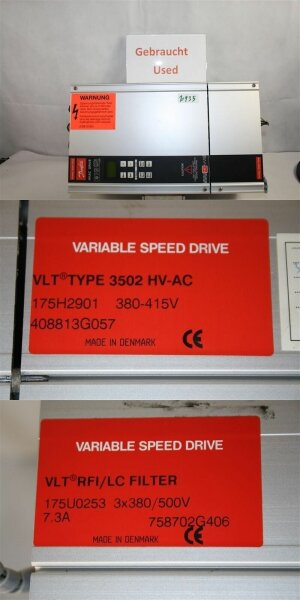 Gebraucht
Used
WARNUNG
Danfoss
VARIABLE SPEED DRIVE
VLT®TYPE 3502 HV-AC
175H2901 380-415V
408813G057
MADE IN DENMARK CE
VARIABLE SPEED DRIVE
VLT®RFI/LC FILTER
175U0253 3x380/500V
7.3A 758702G406
MADE IN DENMARK CE